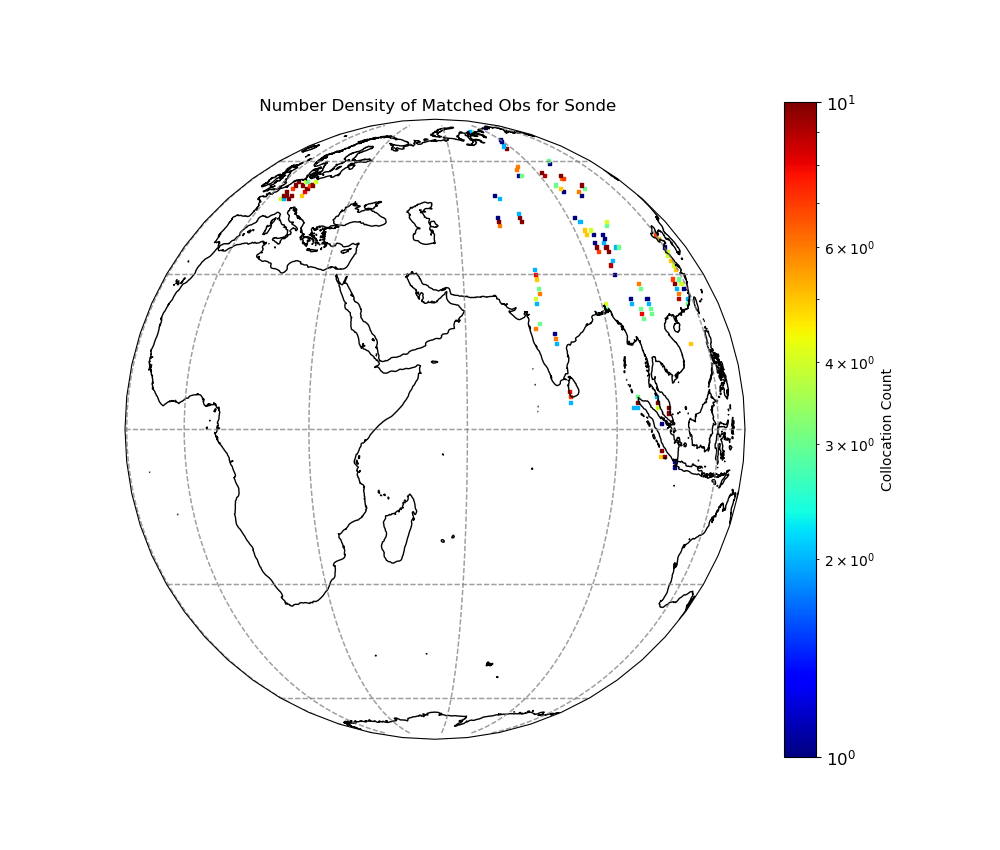 Number Density of Matched Obs for Sonde
10¹
6 × 10⁰
4 × 10⁰
3 × 10⁰
2 × 10⁰
10⁰
Collocation Count